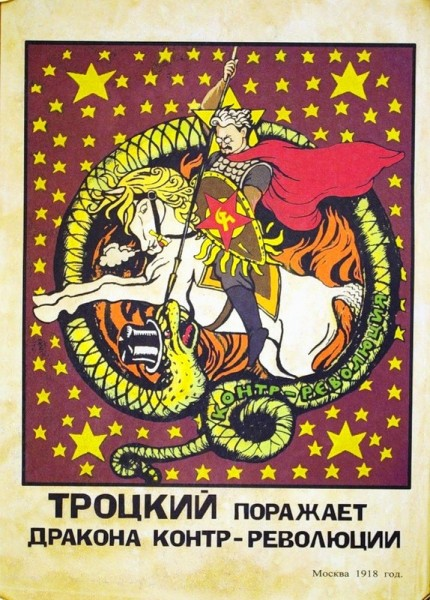 КОНТР-РЕВОЛЮЦИЯ
ТРОЦКИЙ ПОРАЖАЕТ
ДРАКОНА КОНТР-РЕВОЛЮЦИИ
Москва 1918 год.